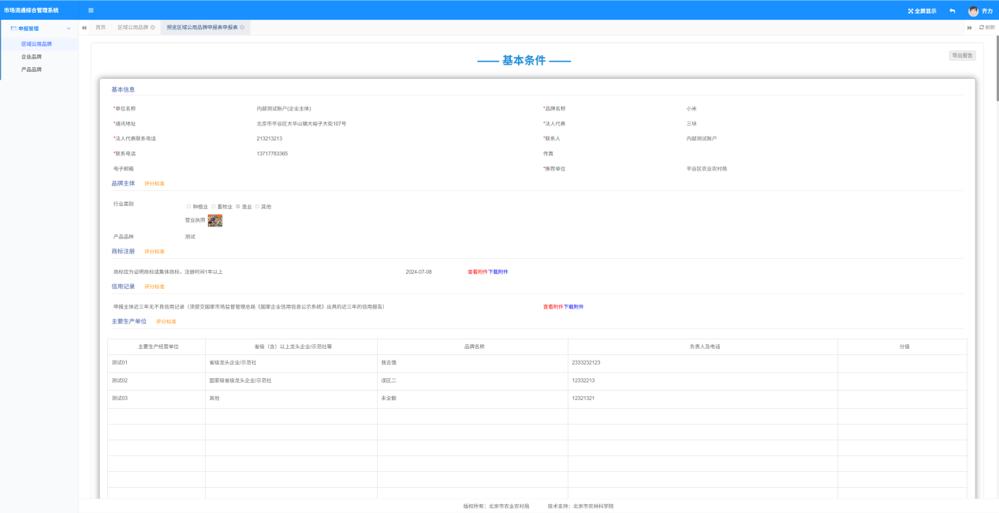 市场流通综合管理系统
全屏显示
齐力
申报管理
首页
区域公用品牌
预览区域公用品牌申报表申报表
刷新
区域公用品牌
企业品牌
产品品牌
基本条件
导出报告
基本信息
*单位名称 内部测试账户(企业主体) *品牌名称 小米
*通讯地址 北京市平谷区大华山镇大峪子大街107号 *法人代表 三块
*法人代表联系电话 213213213 *联系人 内部测试账户
*联系电话 13717783365 传真
电子邮箱 *推荐单位 平谷区农业农村局
品牌主体 评分标准
行业类别 种植业 畜牧业 渔业 其他
营业执照
产品品种 测试
商标注册 评分标准
商标应为证明商标或集体商标，注册时间1年以上 2024-07-08 查看附件下载附件
信用记录 评分标准
申报主体近三年无不良信用记录（须提交国家市场监督管理总局《国家企业信用信息公示系统》出具的近三年的信用报告） 查看附件下载附件
主要生产单位 评分标准
主要生产经营单位 省级（含）以上龙头企业/示范社等 品牌名称 负责人及电话 分值
测试01 省级龙头企业/示范社 我去饿 2333232123
测试02 国家级省级龙头企业/示范社 误区二 12332213
测试03 其他 未全额 12321321
版权所有：北京市农业农村局 技术支持：北京市农林科学院